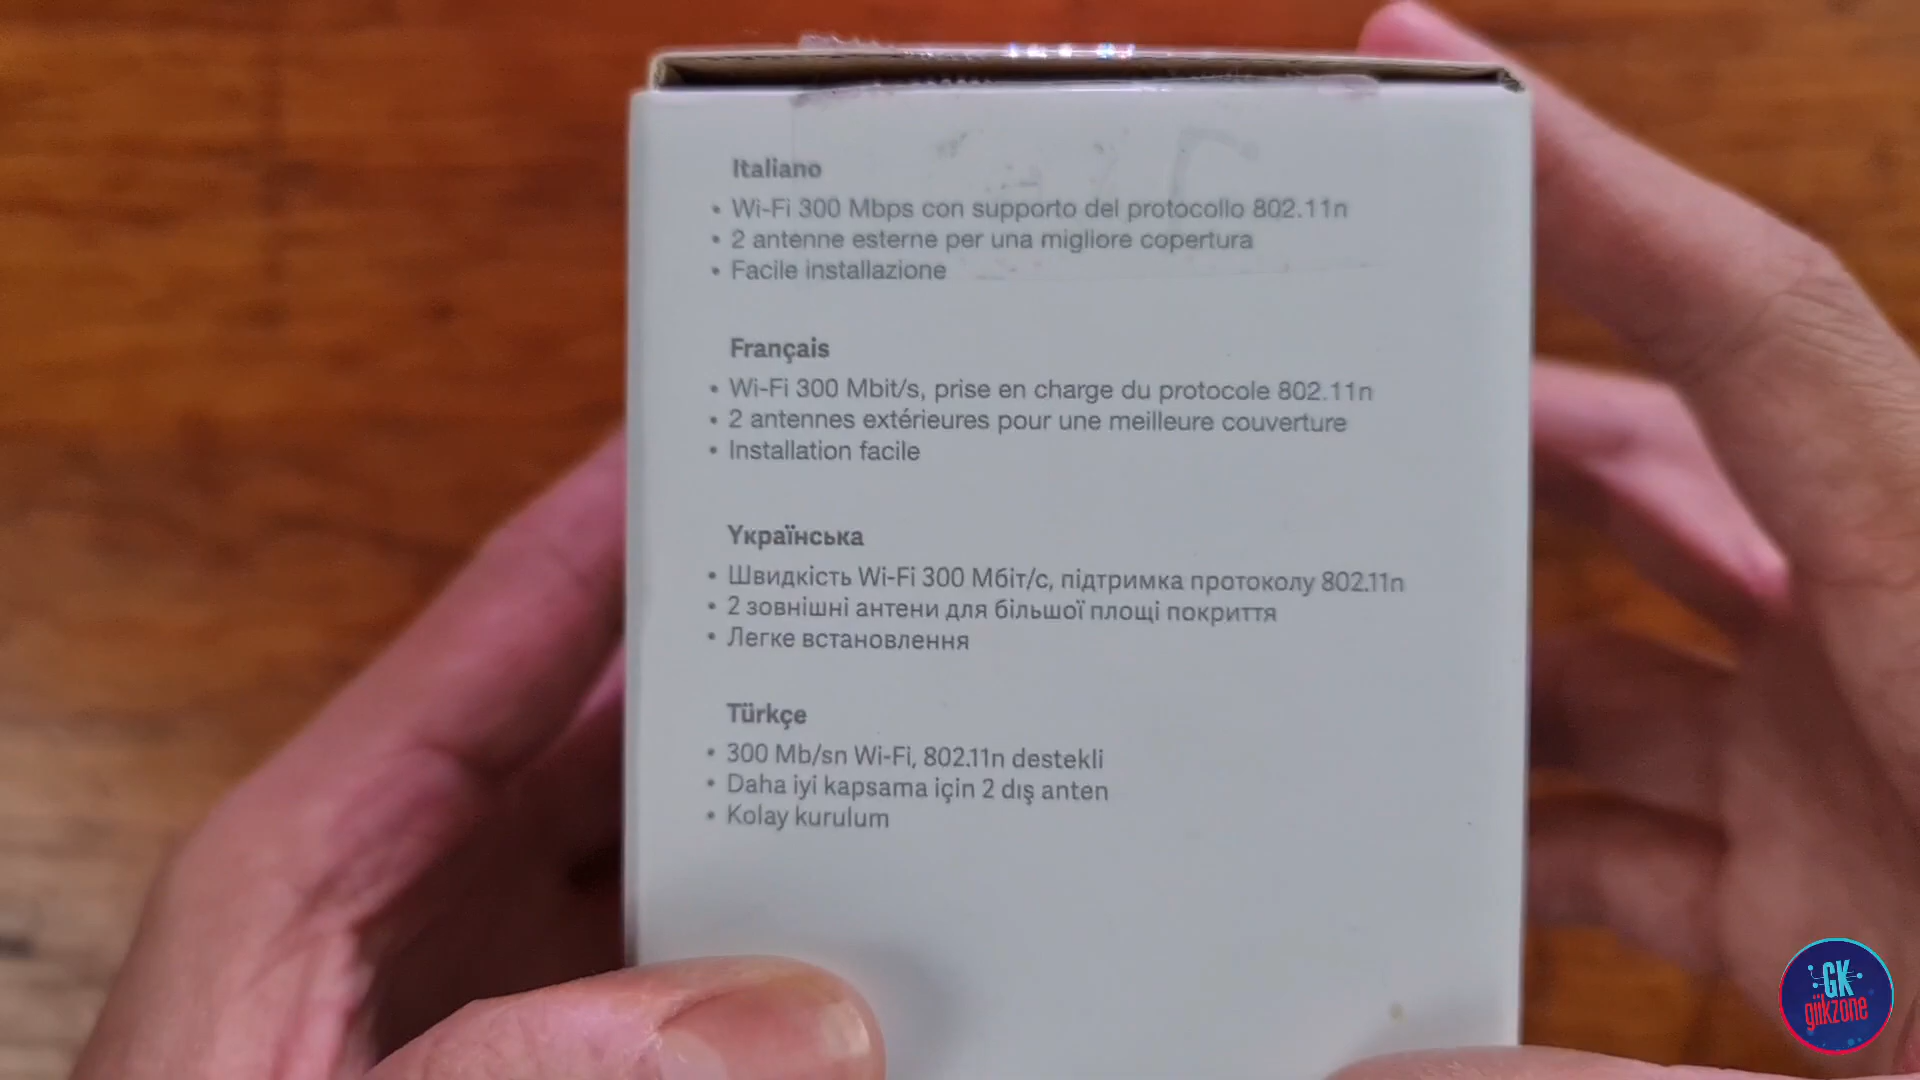 Italiano
• Wi-Fi 300 Mbps con supporto del protocollo 802.11n
• 2 antenne esterne per una migliore copertura
• Facile installazione
Français
• Wi-Fi 300 Mbit/s, prise en charge du protocole 802.11n
• 2 antennes extérieures pour une meilleure couverture
• Installation facile
Українська
• Швидкість Wi-Fi 300 Мбіт/с, підтримка протоколу 802.11n
• 2 зовнішні антени для більшої площі покриття
• Легке встановлення
Türkçe
• 300 Mb/sn Wi-Fi, 802.11n destekli
• Daha iyi kapsama için 2 dış anten
• Kolay kurulum
GK
giikzone